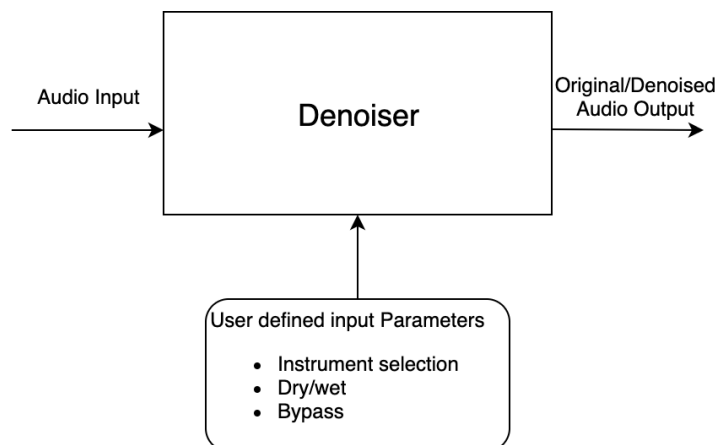 Audio Input
Denoiser
Original/Denoised
Audio Output
User defined input Parameters
• Instrument selection
• Dry/wet
• Bypass